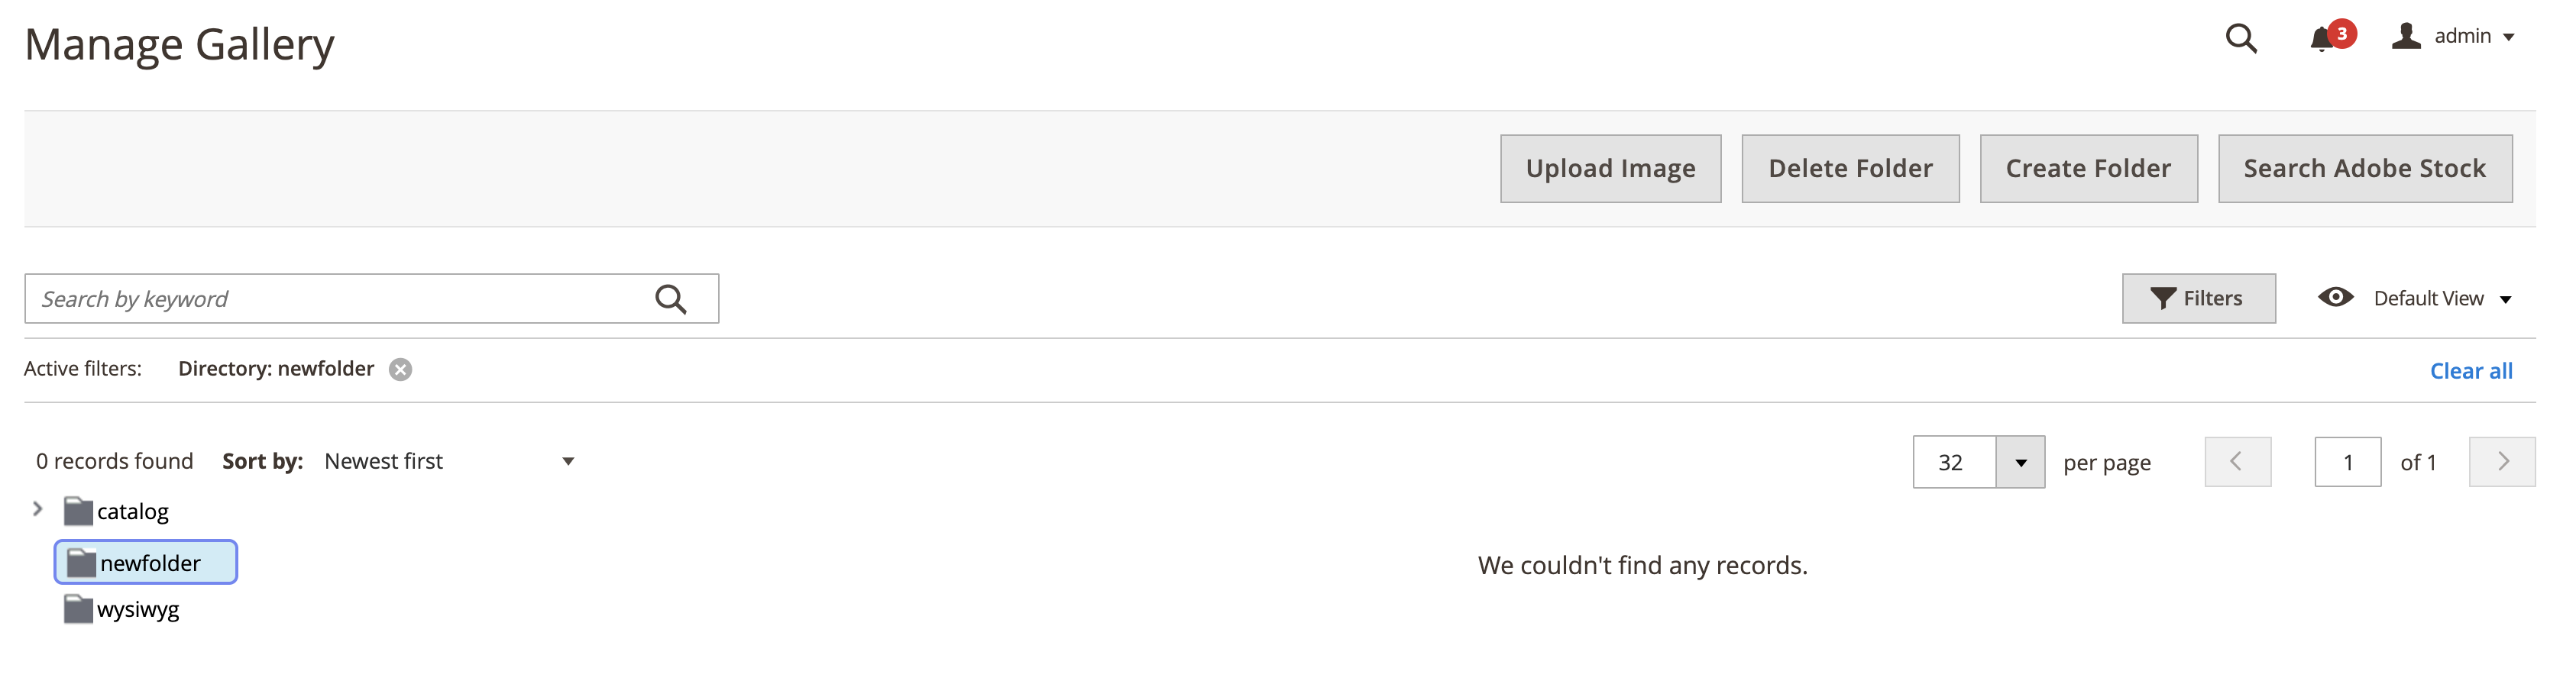 Manage Gallery
3
admin
Upload Image
Delete Folder
Create Folder
Search Adobe Stock
Search by keyword
Filters
Default View
Active filters: Directory: newfolder
Clear all
0 records found Sort by: Newest first
32 per page
1 of 1
catalog
newfolder
wysiwyg
We couldn't find any records.